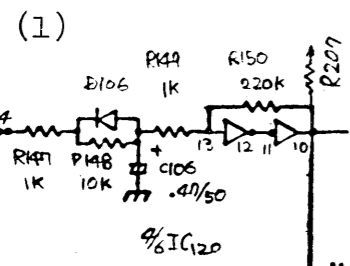 (1)
D106
R149
1K
R150
220K
R207
4
R147
1K
R148
10K
+
C106
.47/50
13
12
11
10
4/6 IC120